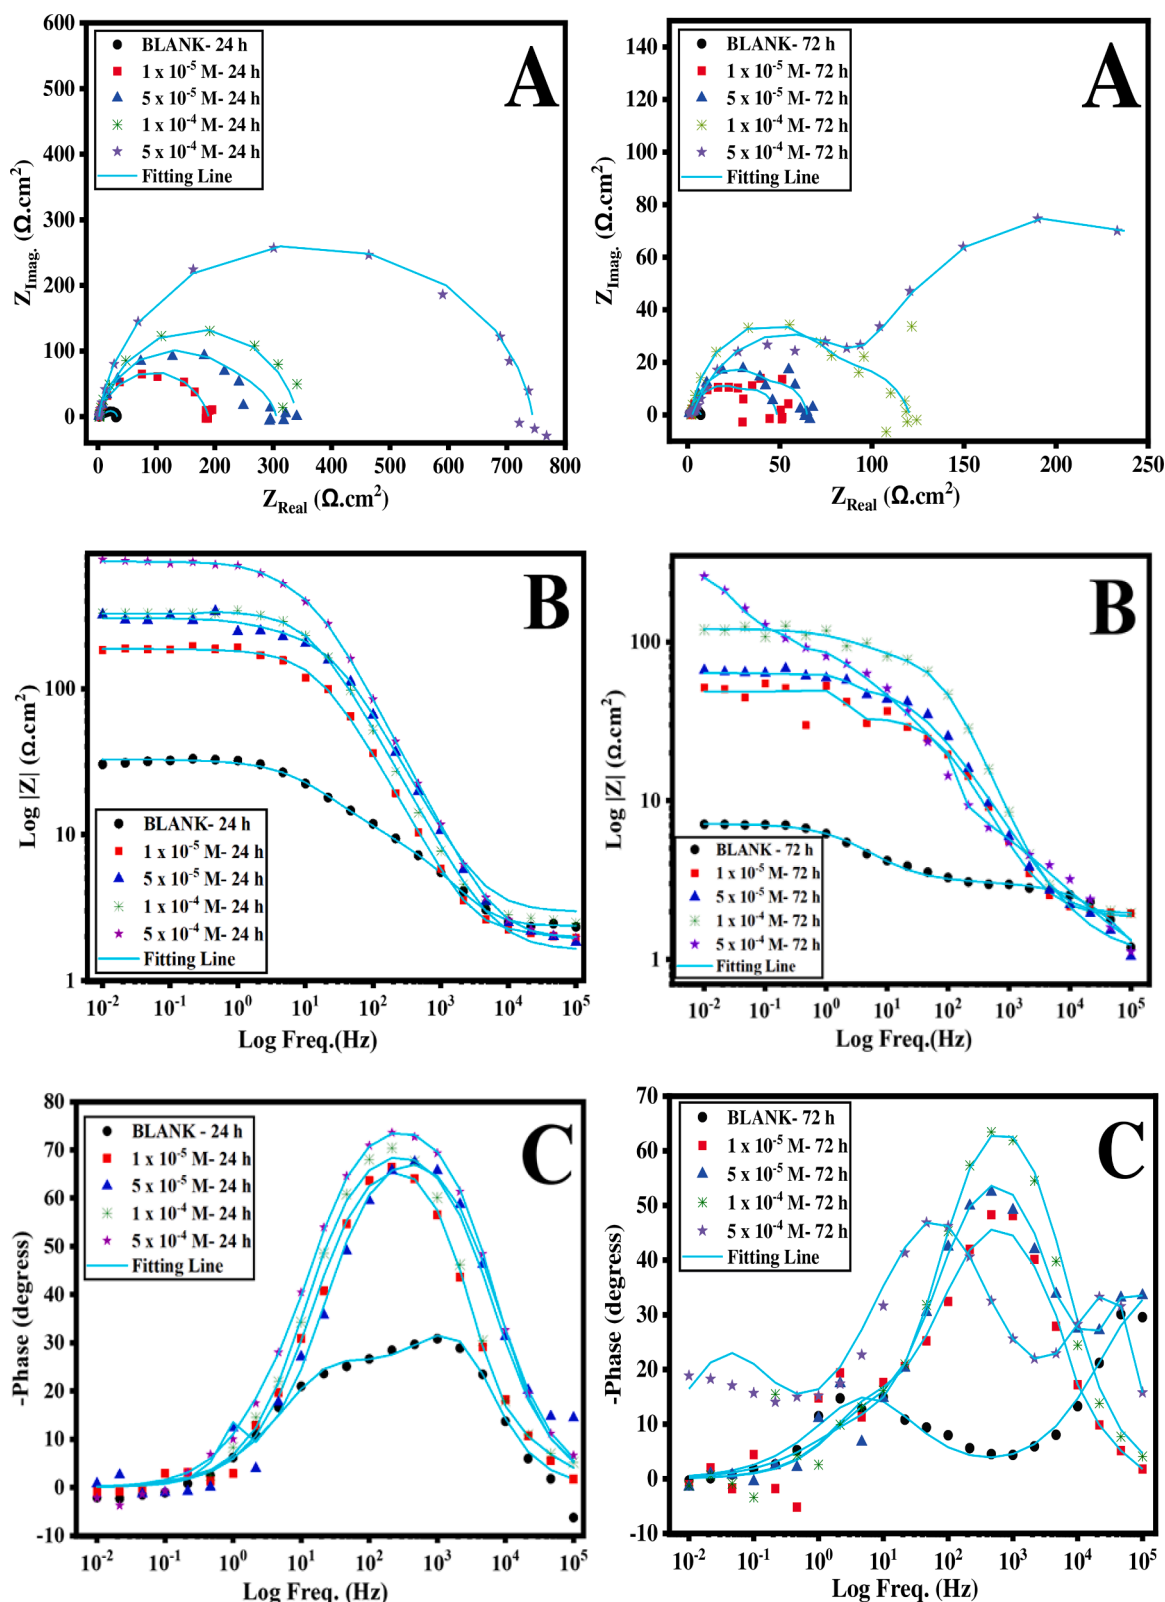 A
BLANK- 24 h
1 x 10⁻⁵ M- 24 h
5 x 10⁻⁵ M-24 h
1 x 10⁻⁴ M- 24 h
5 x 10⁻⁴ M-24 h
Fitting Line
600
500
400
300
200
100
0
Z_Imag. (Ω.cm²)
0 100 200 300 400 500 600 700 800
Z_Real (Ω.cm²)
A
BLANK- 72 h
1 x 10⁻⁵ M- 72 h
5 x 10⁻⁵ M-72 h
1 x 10⁻⁴ M- 72 h
5 x 10⁻⁴ M- 72 h
Fitting Line
140
120
100
80
60
40
20
0
Z_Imag. (Ω.cm²)
0 50 100 150 200 250
Z_Real (Ω.cm²)
B
100
10
1
Log |Z| (Ω.cm²)
BLANK- 24 h
1 x 10⁻⁵ M- 24 h
5 x 10⁻⁵ M- 24 h
1 x 10⁻⁴ M- 24 h
5 x 10⁻⁴ M- 24 h
Fitting Line
10⁻² 10⁻¹ 10⁰ 10¹ 10² 10³ 10⁴ 10⁵
Log Freq.(Hz)
B
100
10
1
Log |Z| (Ω.cm²)
BLANK - 72 h
1 x 10⁻⁵ M- 72 h
5 x 10⁻⁵ M- 72 h
1 x 10⁻⁴ M- 72 h
5 x 10⁻⁴ M- 72 h
Fitting Line
10⁻² 10⁻¹ 10⁰ 10¹ 10² 10³ 10⁴ 10⁵
Log Freq.(Hz)
C
BLANK - 24 h
1 x 10⁻⁵ M- 24 h
5 x 10⁻⁵ M- 24 h
1 x 10⁻⁴ M- 24 h
5 x 10⁻⁴ M- 24 h
Fitting Line
80
70
60
50
40
30
20
10
0
-10
-Phase (degress)
10⁻² 10⁻¹ 10⁰ 10¹ 10² 10³ 10⁴ 10⁵
Log Freq. (Hz)
C
BLANK- 72 h
1 x 10⁻⁵ M-72 h
5 x 10⁻⁵ M- 72 h
1 x 10⁻⁴ M-72 h
5 x 10⁻⁴ M- 72 h
Fitting Line
70
60
50
40
30
20
10
0
-10
-Phase (degress)
10⁻² 10⁻¹ 10⁰ 10¹ 10² 10³ 10⁴ 10⁵
Log Freq. (Hz)